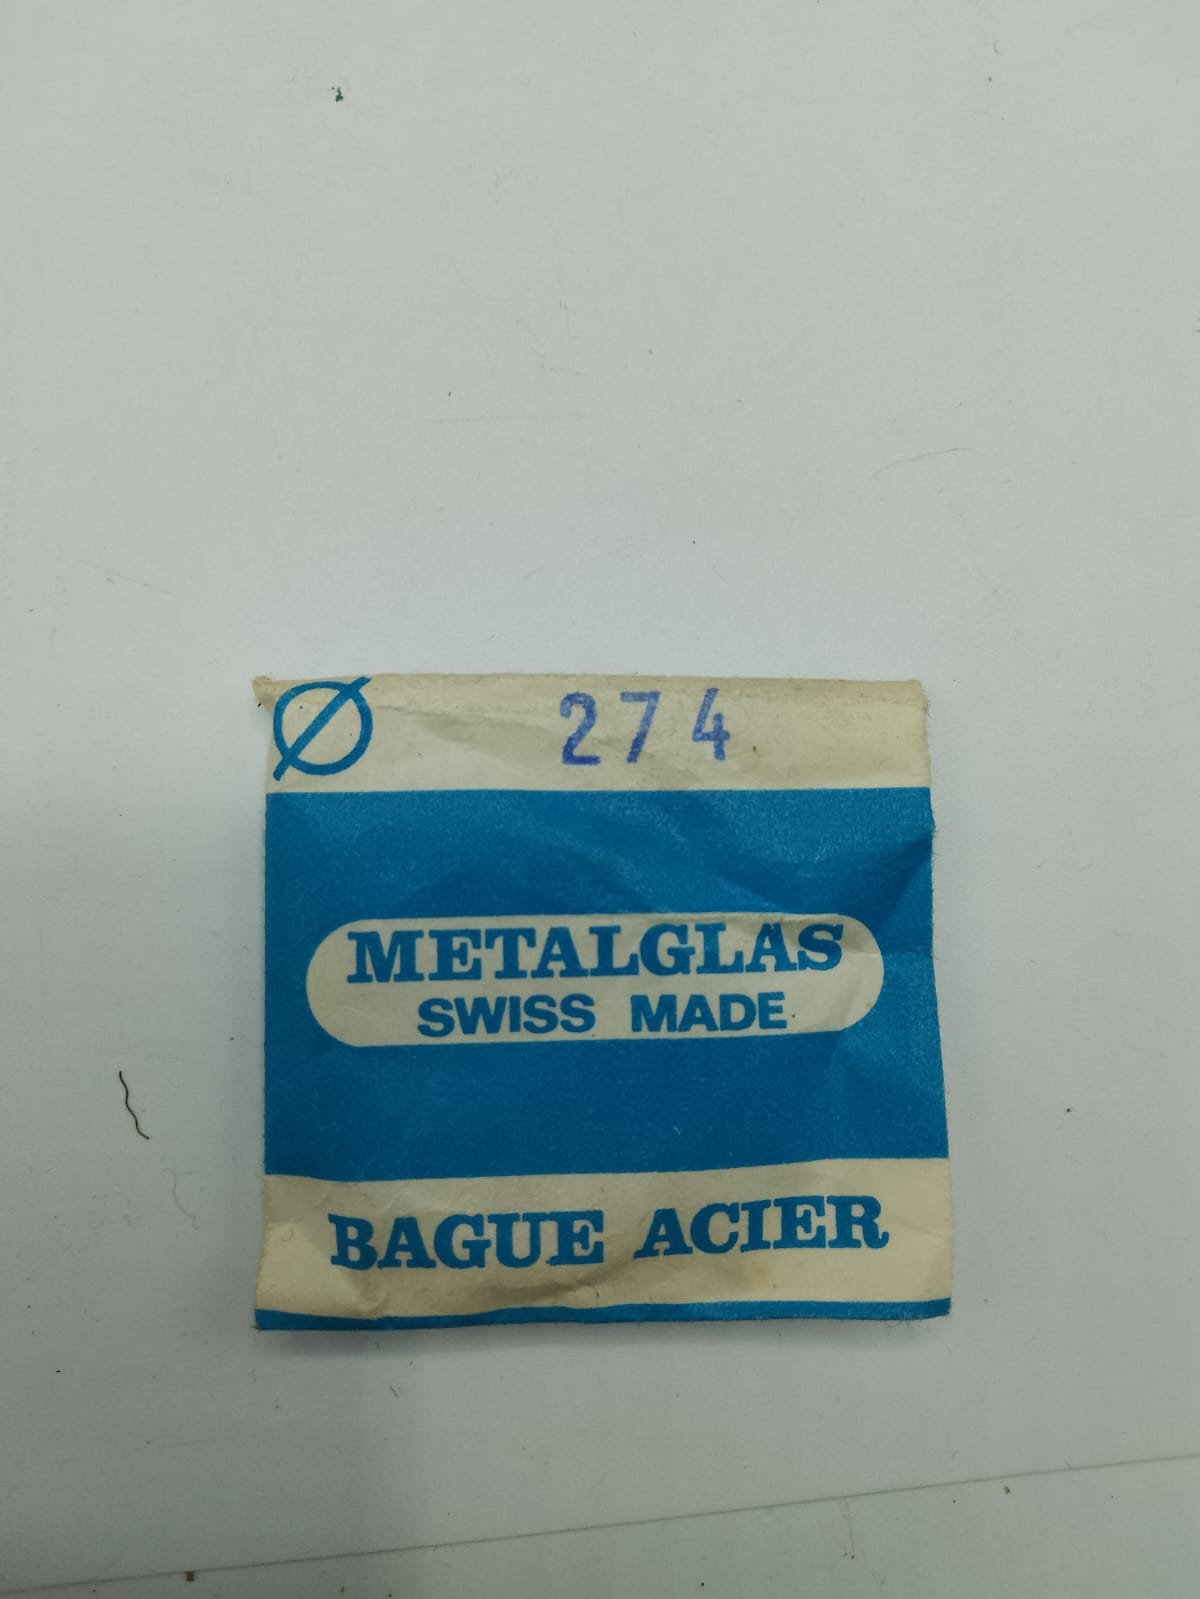 Ø 274
METALGLAS
SWISS MADE
BAGUE ACIER